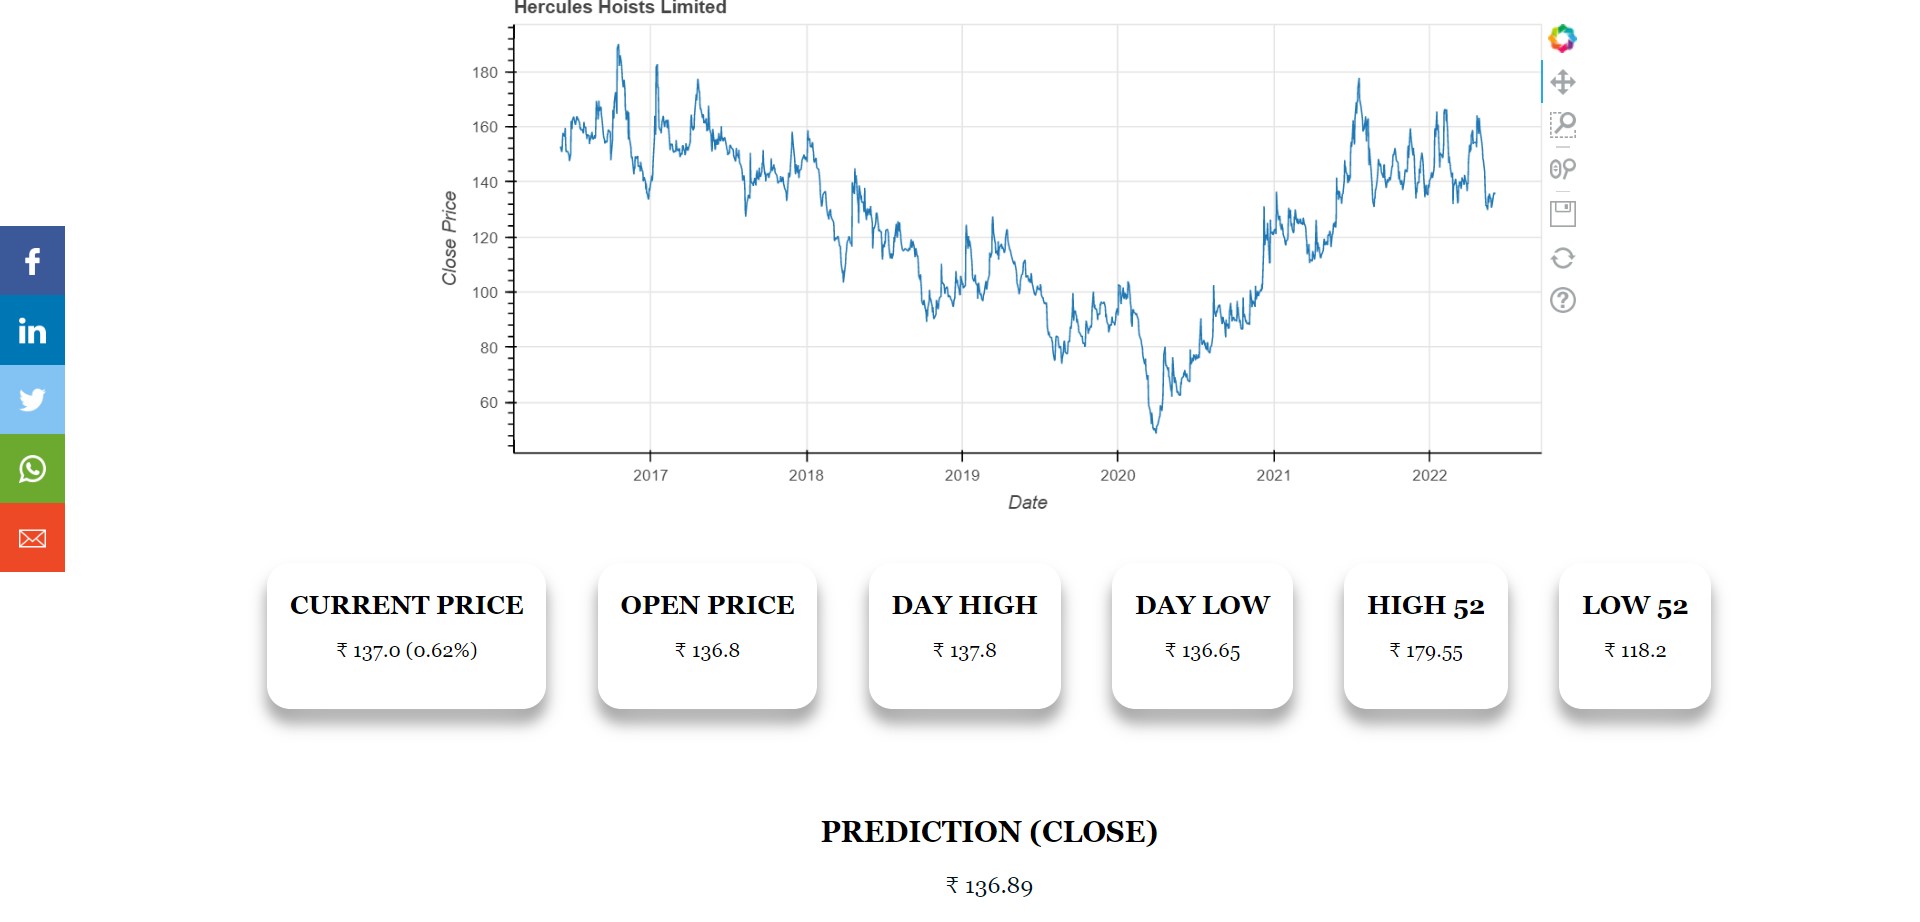 Hercules Hoists Limited
Close Price
180
160
140
120
100
80
60
2017 2018 2019 2020 2021 2022
Date
f
in
CURRENT PRICE
₹ 137.0 (0.62%)
OPEN PRICE
₹ 136.8
DAY HIGH
₹ 137.8
DAY LOW
₹ 136.65
HIGH 52
₹ 179.55
LOW 52
₹ 118.2
PREDICTION (CLOSE)
₹ 136.89